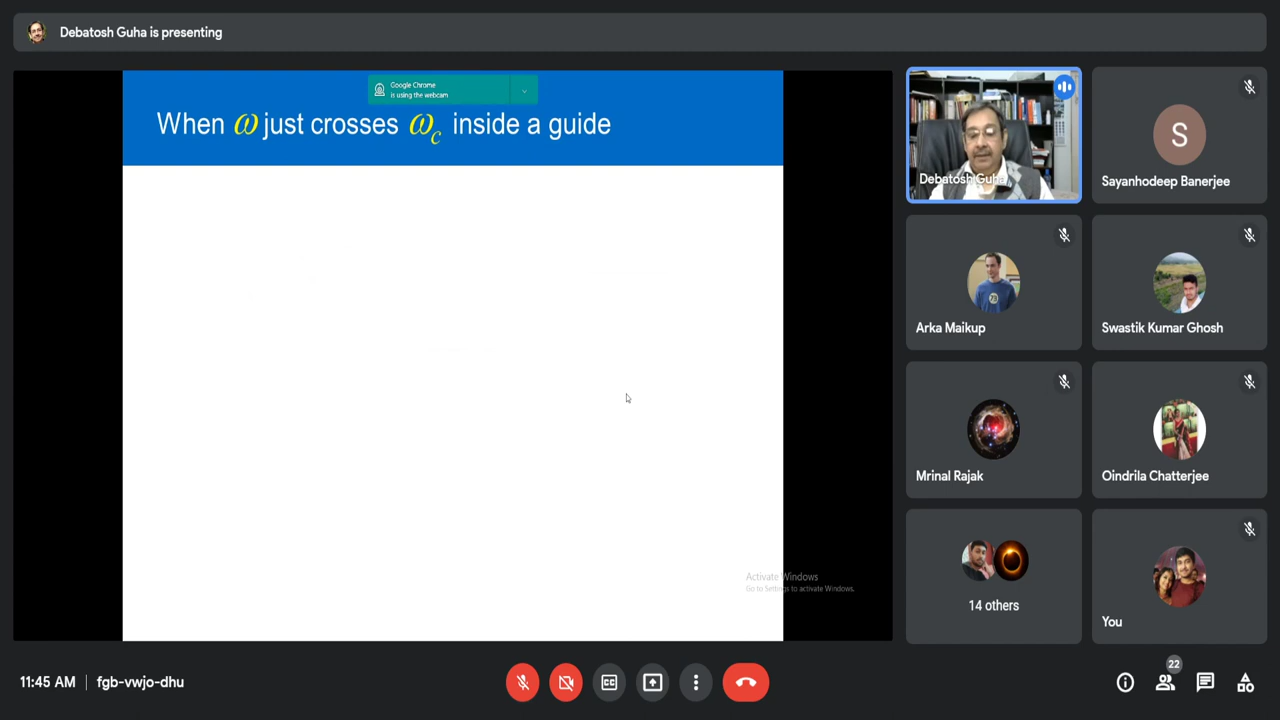 Debatosh Guha is presenting
Google Chrome
is using the webcam
When ω just crosses ωc inside a guide
Debatosh Guha
S
Sayanhodeep Banerjee
Arka Maikup
Swastik Kumar Ghosh
Mrinal Rajak
Oindrila Chatterjee
14 others
You
Activate Windows
Go to Settings to activate Windows.
11:45 AM | fgb-vwjo-dhu
CC
22